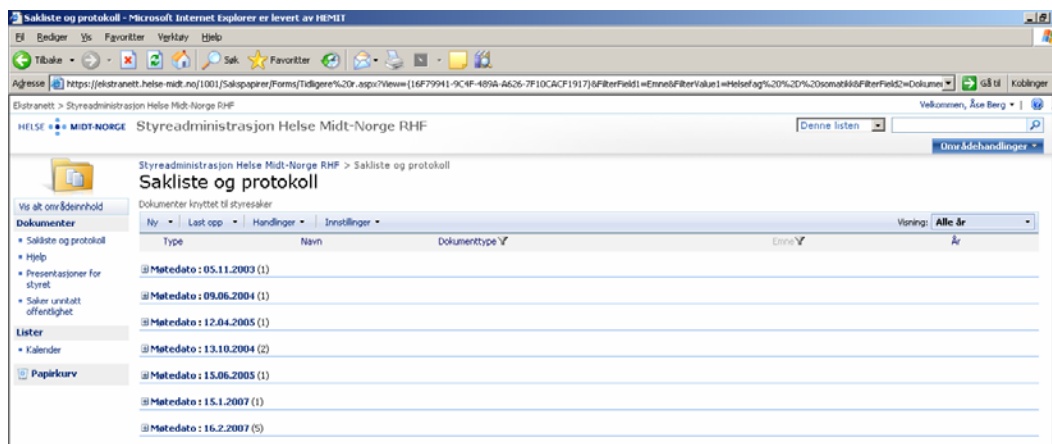 Sakliste og protokoll - Microsoft Internet Explorer er levert av HEMIT
Fil Rediger Vis Favoritter Verktøy Hjelp
Tilbake Søk Favoritter
Adresse https://ekstranett.helse-midt.no/1001/Sakspapirer/Forms/Tidligere%20r.aspx?View={16F79941-9C4F-489A-A626-7F10CACF1917}&FilterField1=Emne&FilterValue1=Helsefag%20%2D%20somatikk&FilterField2=Dokumen Gå til Koblinger
Ekstranett > Styreadministrasjon Helse Midt-Norge RHF Velkommen, Åse Berg
HELSE MIDT-NORGE Styreadministrasjon Helse Midt-Norge RHF Denne listen
Områdehandlinger
Styreadministrasjon Helse Midt-Norge RHF > Sakliste og protokoll
Sakliste og protokoll
Vis alt områdeinnhold
Dokumenter knyttet til styresaker
Dokumenter
Ny Last opp Handlinger Innstillinger Visning: Alle år
Sakliste og protokoll
Type Navn Dokumenttype Emne År
Hjelp
Presentasjoner for styret
Saker unntatt offentlighet
Lister
Kalender
Papirkurv
Møtedato : 05.11.2003 (1)
Møtedato : 09.06.2004 (1)
Møtedato : 12.04.2005 (1)
Møtedato : 13.10.2004 (2)
Møtedato : 15.06.2005 (1)
Møtedato : 15.1.2007 (1)
Møtedato : 16.2.2007 (5)